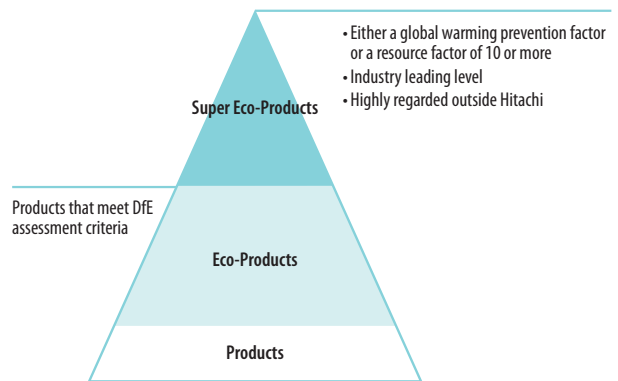 • Either a global warming prevention factor
or a resource factor of 10 or more
• Industry leading level
• Highly regarded outside Hitachi
Super Eco-Products
Products that meet DfE
assessment criteria
Eco-Products
Products